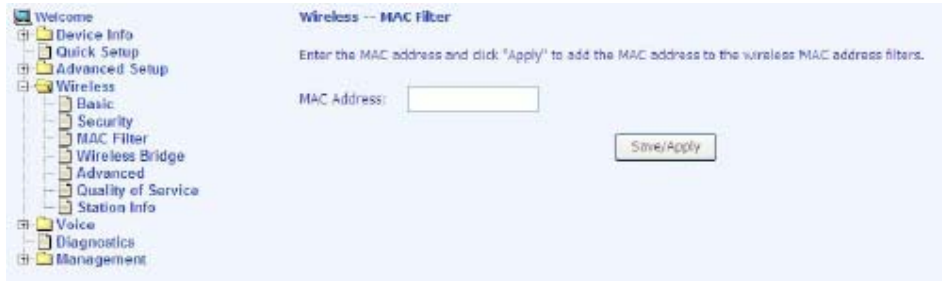 Welcome
Device Info
Quick Setup
Advanced Setup
Wireless
Basic
Security
MAC Filter
Wireless Bridge
Advanced
Quality of Service
Station Info
Voice
Diagnostics
Management
Wireless -- MAC Filter
Enter the MAC address and click "Apply" to add the MAC address to the wireless MAC address filters.
MAC Address:
Save/Apply